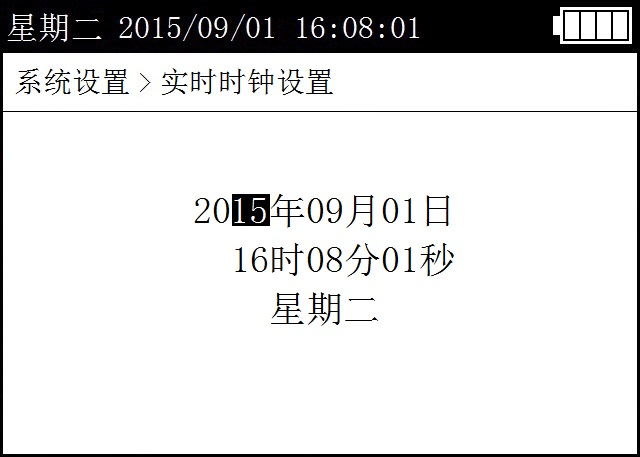 星期二 2015/09/01 16:08:01
系统设置 > 实时时钟设置
2015年09月01日
16时08分01秒
星期二